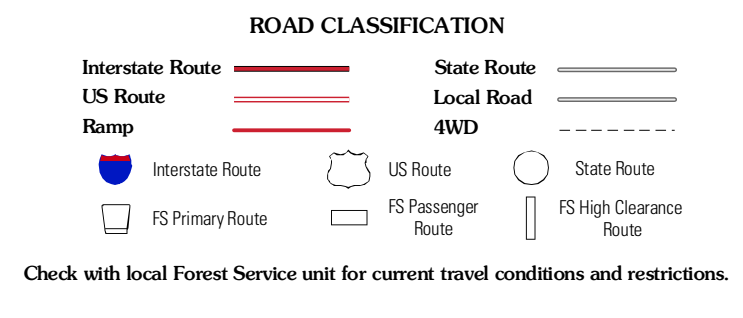 ROAD CLASSIFICATION
Interstate Route
State Route
US Route
Local Road
Ramp
4WD
Interstate Route
US Route
State Route
FS Primary Route
FS Passenger
Route
FS High Clearance
Route
Check with local Forest Service unit for current travel conditions and restrictions.